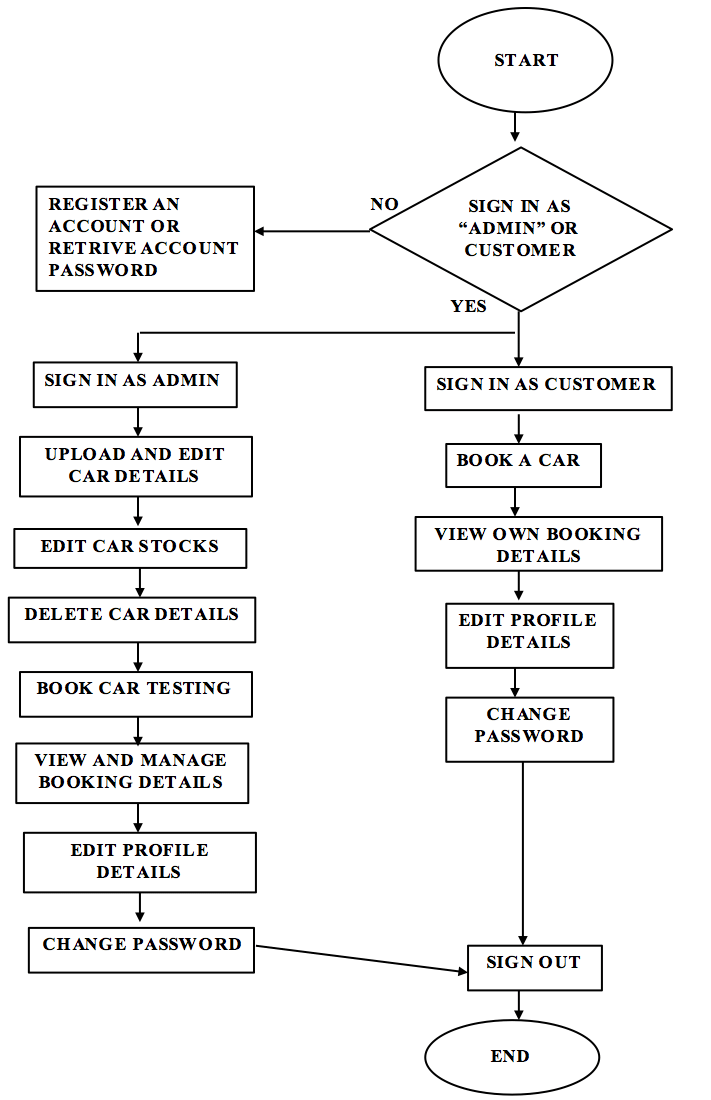 START
NO
SIGN IN AS
“ADMIN” OR
CUSTOMER
REGISTER AN
ACCOUNT OR
RETRIVE ACCOUNT
PASSWORD
YES
SIGN IN AS ADMIN
UPLOAD AND EDIT
CAR DETAILS
EDIT CAR STOCKS
DELETE CAR DETAILS
BOOK CAR TESTING
VIEW AND MANAGE
BOOKING DETAILS
EDIT PROFILE
DETAILS
CHANGE PASSWORD
SIGN IN AS CUSTOMER
BOOK A CAR
VIEW OWN BOOKING
DETAILS
EDIT PROFILE
DETAILS
CHANGE
PASSWORD
SIGN OUT
END